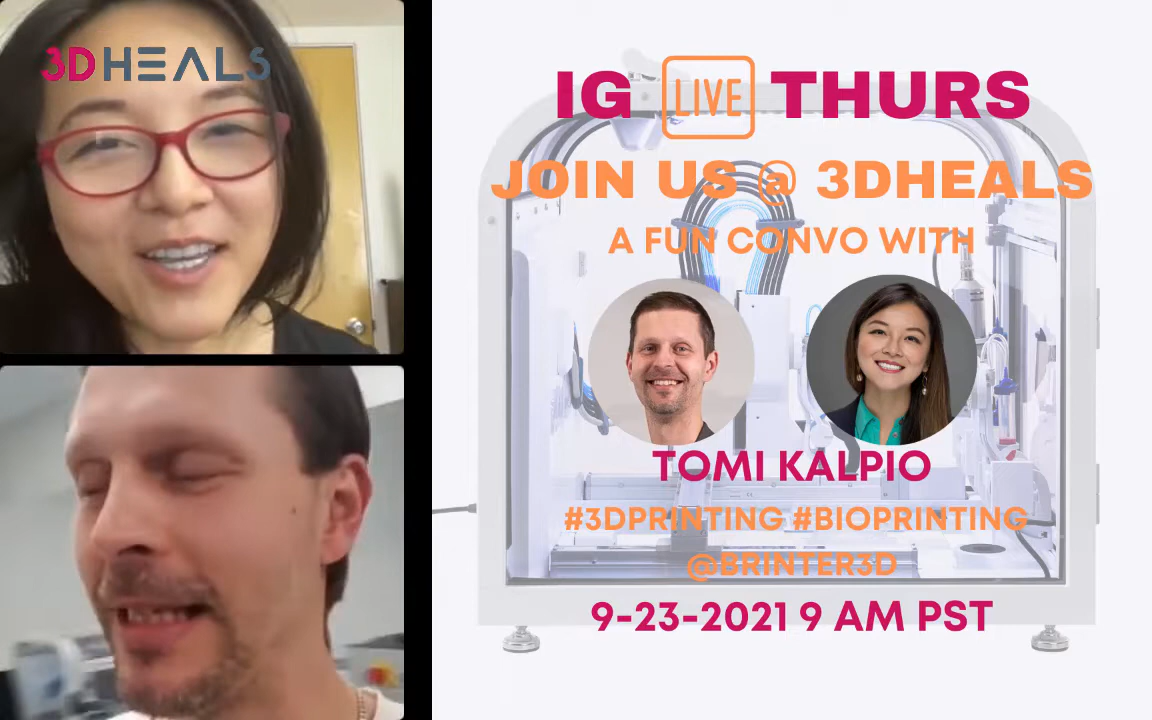 3DHEALS
IG LIVE THURS
JOIN US @ 3DHEALS
A FUN CONVO WITH
TOMI KALPIO
#3DPRINTING #BIOPRINTING
@BRINTER3D
9-23-2021 9 AM PST